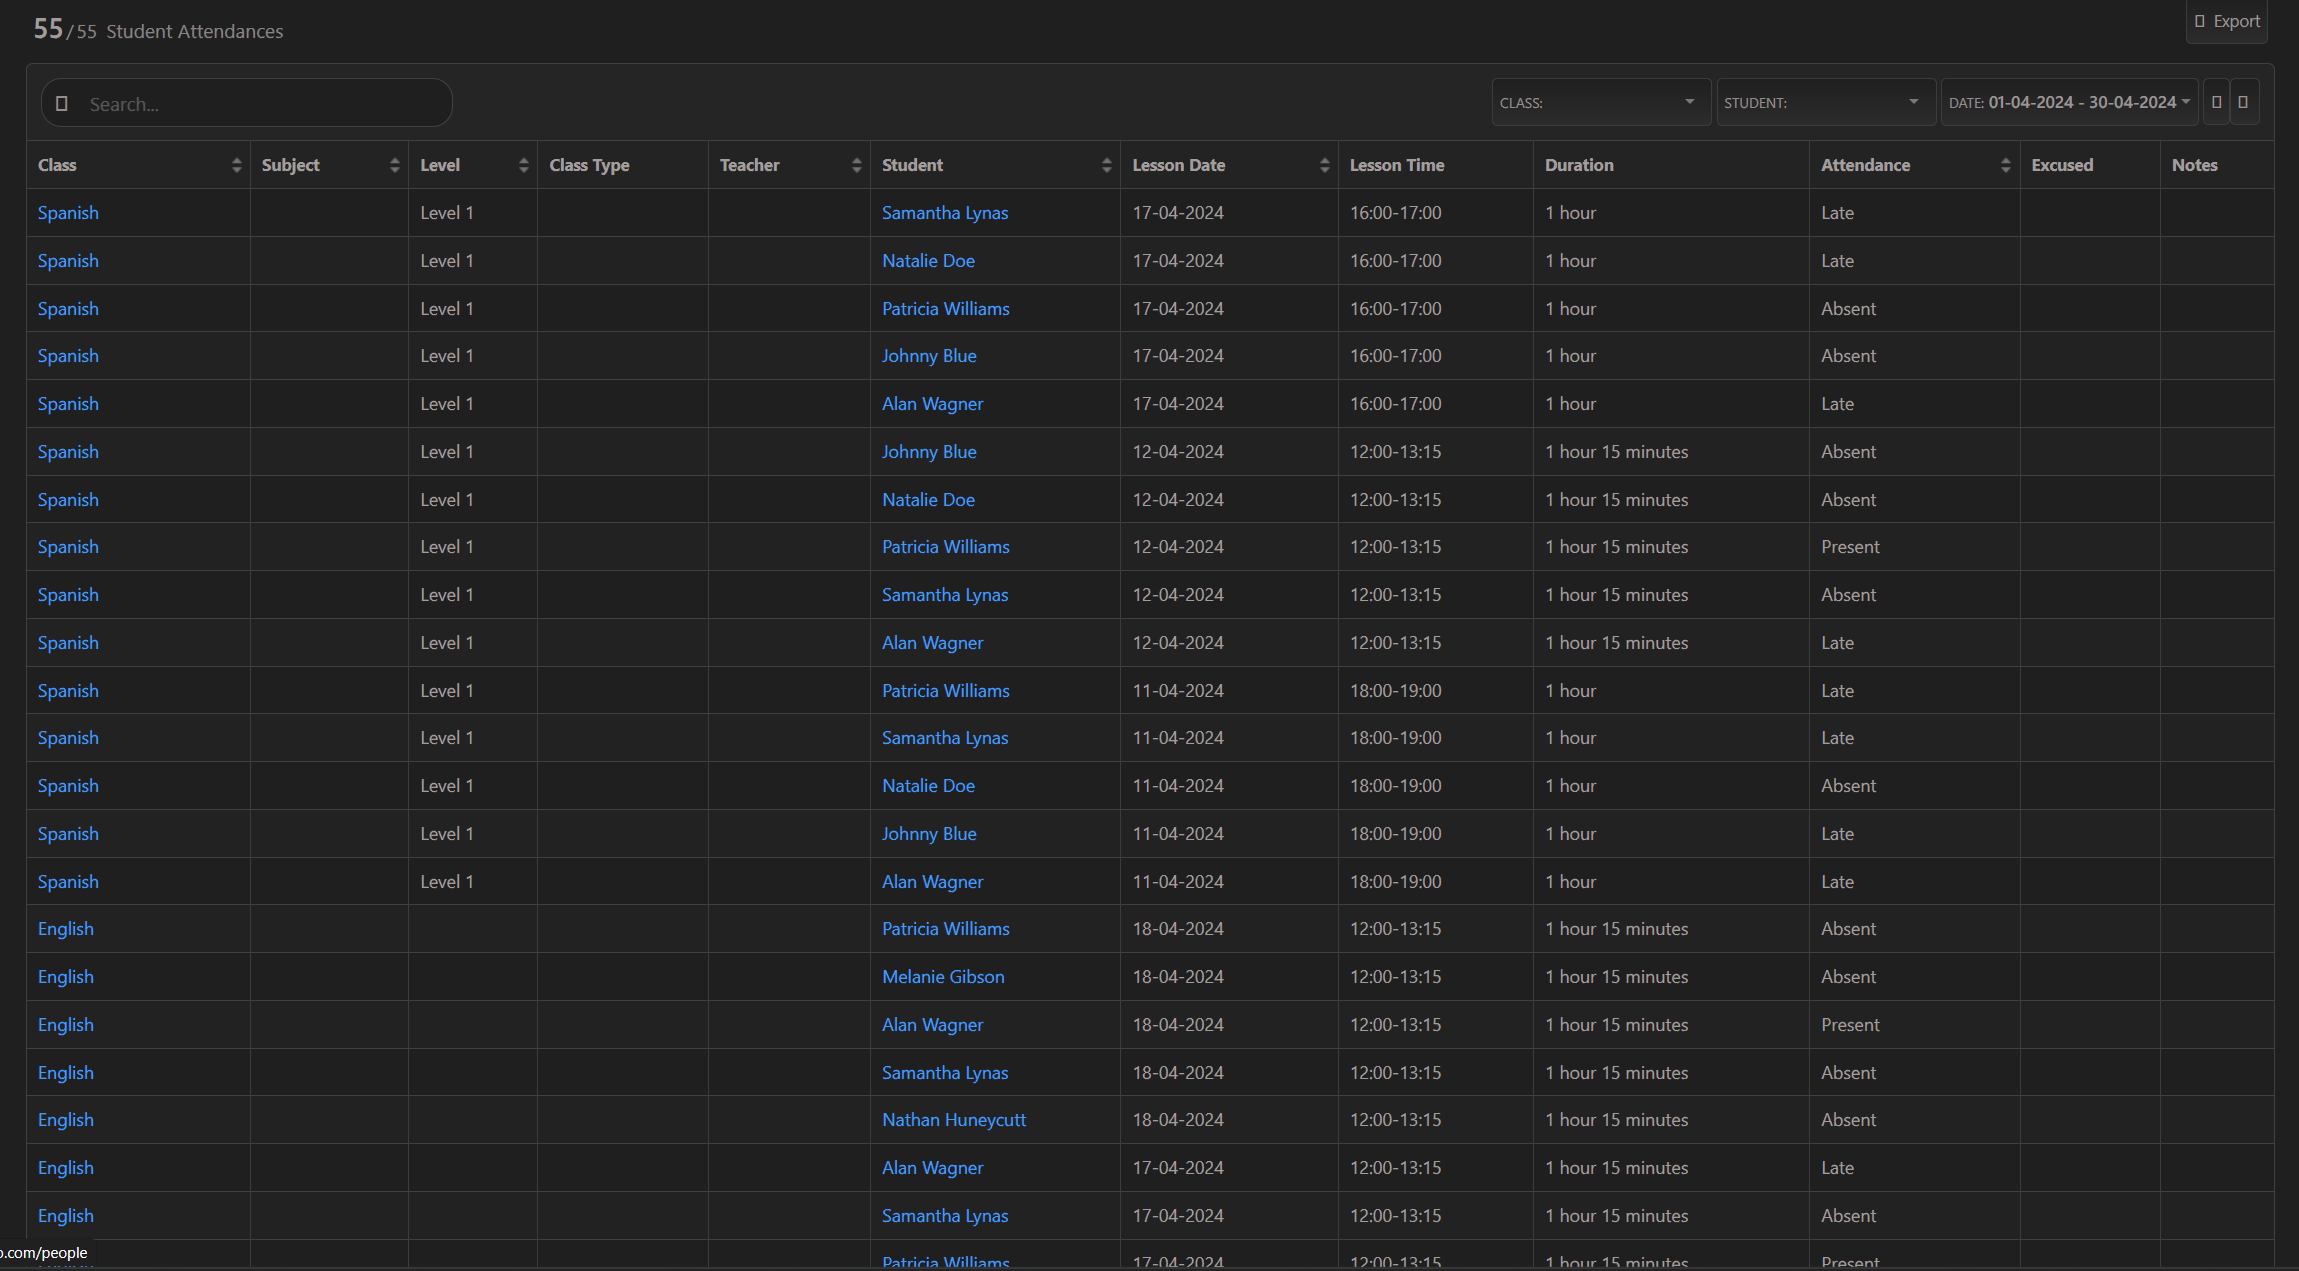 55/55 Student Attendances
Export
Search...
CLASS:
STUDENT:
DATE: 01-04-2024 - 30-04-2024
Class Subject Level Class Type Teacher Student Lesson Date Lesson Time Duration Attendance Excused Notes
Spanish Level 1 Samantha Lynas 17-04-2024 16:00-17:00 1 hour Late
Spanish Level 1 Natalie Doe 17-04-2024 16:00-17:00 1 hour Late
Spanish Level 1 Patricia Williams 17-04-2024 16:00-17:00 1 hour Absent
Spanish Level 1 Johnny Blue 17-04-2024 16:00-17:00 1 hour Absent
Spanish Level 1 Alan Wagner 17-04-2024 16:00-17:00 1 hour Late
Spanish Level 1 Johnny Blue 12-04-2024 12:00-13:15 1 hour 15 minutes Absent
Spanish Level 1 Natalie Doe 12-04-2024 12:00-13:15 1 hour 15 minutes Absent
Spanish Level 1 Patricia Williams 12-04-2024 12:00-13:15 1 hour 15 minutes Present
Spanish Level 1 Samantha Lynas 12-04-2024 12:00-13:15 1 hour 15 minutes Absent
Spanish Level 1 Alan Wagner 12-04-2024 12:00-13:15 1 hour 15 minutes Late
Spanish Level 1 Patricia Williams 11-04-2024 18:00-19:00 1 hour Late
Spanish Level 1 Samantha Lynas 11-04-2024 18:00-19:00 1 hour Late
Spanish Level 1 Natalie Doe 11-04-2024 18:00-19:00 1 hour Absent
Spanish Level 1 Johnny Blue 11-04-2024 18:00-19:00 1 hour Late
Spanish Level 1 Alan Wagner 11-04-2024 18:00-19:00 1 hour Late
English Patricia Williams 18-04-2024 12:00-13:15 1 hour 15 minutes Absent
English Melanie Gibson 18-04-2024 12:00-13:15 1 hour 15 minutes Absent
English Alan Wagner 18-04-2024 12:00-13:15 1 hour 15 minutes Present
English Samantha Lynas 18-04-2024 12:00-13:15 1 hour 15 minutes Absent
English Nathan Huneycutt 18-04-2024 12:00-13:15 1 hour 15 minutes Absent
English Alan Wagner 17-04-2024 12:00-13:15 1 hour 15 minutes Late
English Samantha Lynas 17-04-2024 12:00-13:15 1 hour 15 minutes Absent
o.com/people
Patricia Williams 17-04-2024 12:00-13:15 1 hour 15 minutes Present